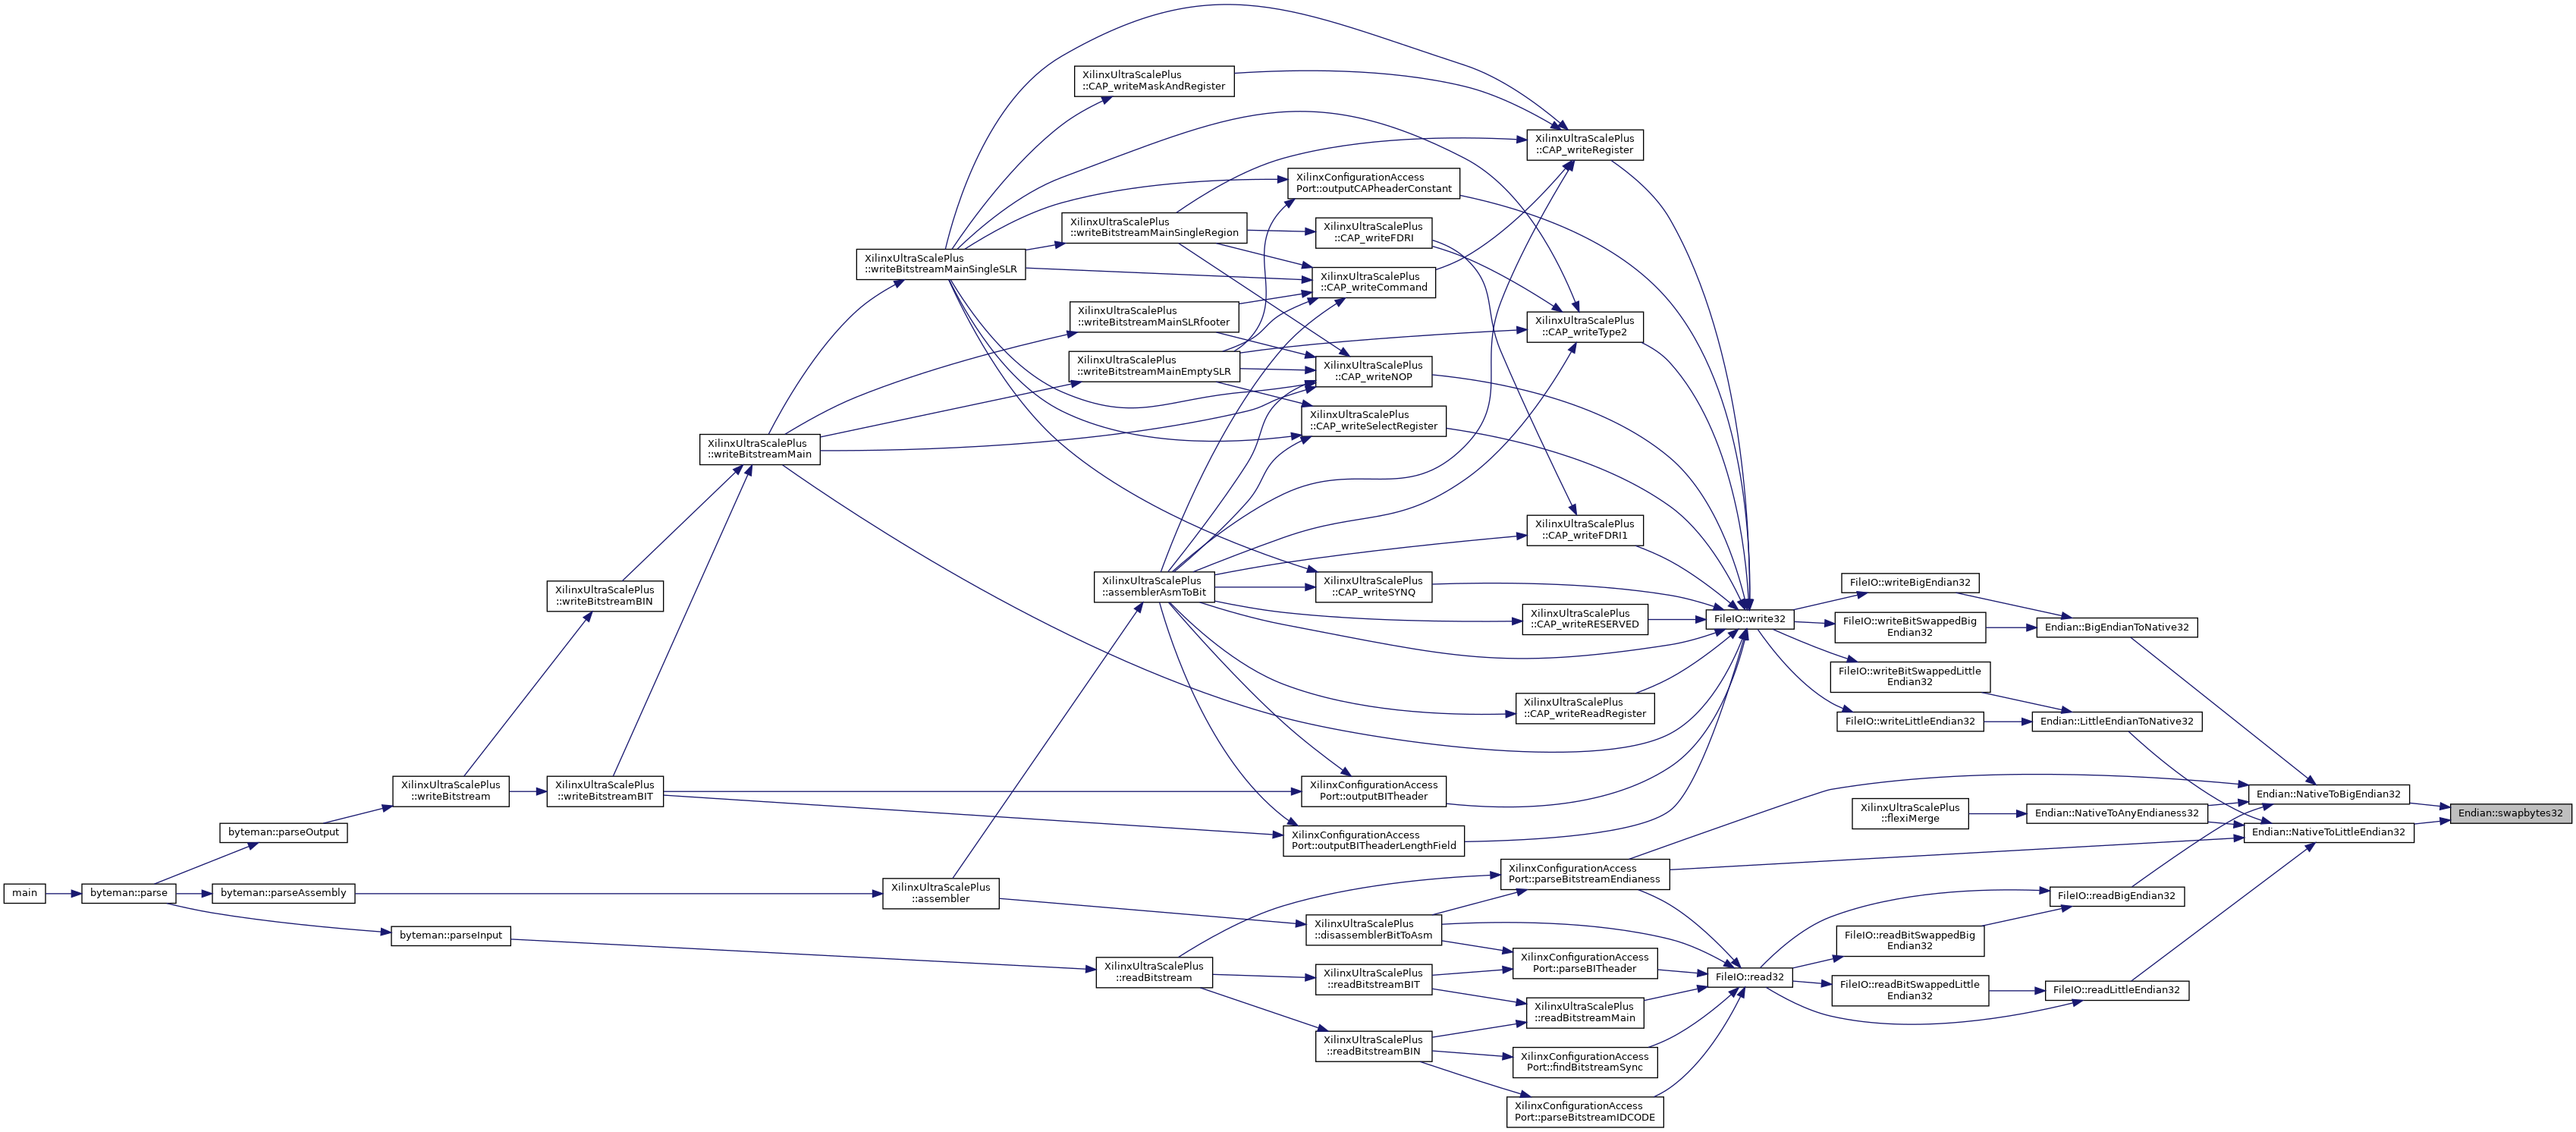 XilinxUltraScalePlus
::CAP_writeMaskAndRegister
XilinxUltraScalePlus
::CAP_writeRegister
XilinxConfigurationAccess
Port::outputCAPheaderConstant
XilinxUltraScalePlus
::writeBitstreamMainSingleRegion
XilinxUltraScalePlus
::CAP_writeFDRI
XilinxUltraScalePlus
::writeBitstreamMainSingleSLR
XilinxUltraScalePlus
::CAP_writeCommand
XilinxUltraScalePlus
::writeBitstreamMainSLRfooter
XilinxUltraScalePlus
::CAP_writeType2
XilinxUltraScalePlus
::writeBitstreamMainEmptySLR
XilinxUltraScalePlus
::CAP_writeNOP
XilinxUltraScalePlus
::CAP_writeSelectRegister
XilinxUltraScalePlus
::writeBitstreamMain
XilinxUltraScalePlus
::CAP_writeFDRI1
XilinxUltraScalePlus
::assemblerAsmToBit
XilinxUltraScalePlus
::CAP_writeSYNQ
FileIO::writeBigEndian32
XilinxUltraScalePlus
::writeBitstreamBIN
XilinxUltraScalePlus
::CAP_writeRESERVED
FileIO::write32
FileIO::writeBitSwappedBig
Endian32
Endian::BigEndianToNative32
FileIO::writeBitSwappedLittle
Endian32
XilinxUltraScalePlus
::CAP_writeReadRegister
FileIO::writeLittleEndian32
Endian::LittleEndianToNative32
XilinxUltraScalePlus
::writeBitstream
XilinxUltraScalePlus
::writeBitstreamBIT
XilinxConfigurationAccess
Port::outputBITheader
Endian::NativeToBigEndian32
XilinxUltraScalePlus
::flexiMerge
Endian::NativeToAnyEndianess32
Endian::swapbytes32
byteman::parseOutput
XilinxConfigurationAccess
Port::outputBITheaderLengthField
Endian::NativeToLittleEndian32
XilinxConfigurationAccess
Port::parseBitstreamEndianess
main
byteman::parse
byteman::parseAssembly
XilinxUltraScalePlus
::assembler
FileIO::readBigEndian32
byteman::parseInput
XilinxUltraScalePlus
::disassemblerBitToAsm
FileIO::readBitSwappedBig
Endian32
XilinxUltraScalePlus
::readBitstream
XilinxConfigurationAccess
Port::parseBITheader
XilinxUltraScalePlus
::readBitstreamBIT
FileIO::read32
FileIO::readBitSwappedLittle
Endian32
FileIO::readLittleEndian32
XilinxUltraScalePlus
::readBitstreamMain
XilinxUltraScalePlus
::readBitstreamBIN
XilinxConfigurationAccess
Port::findBitstreamSync
XilinxConfigurationAccess
Port::parseBitstreamIDCODE